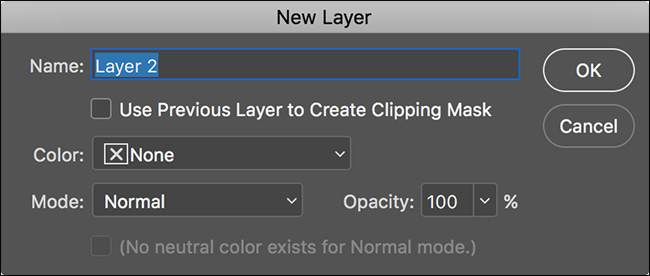 New Layer
Name: Layer 2 OK
Use Previous Layer to Create Clipping Mask
Cancel
Color: None
Mode: Normal Opacity: 100 %
(No neutral color exists for Normal mode.)